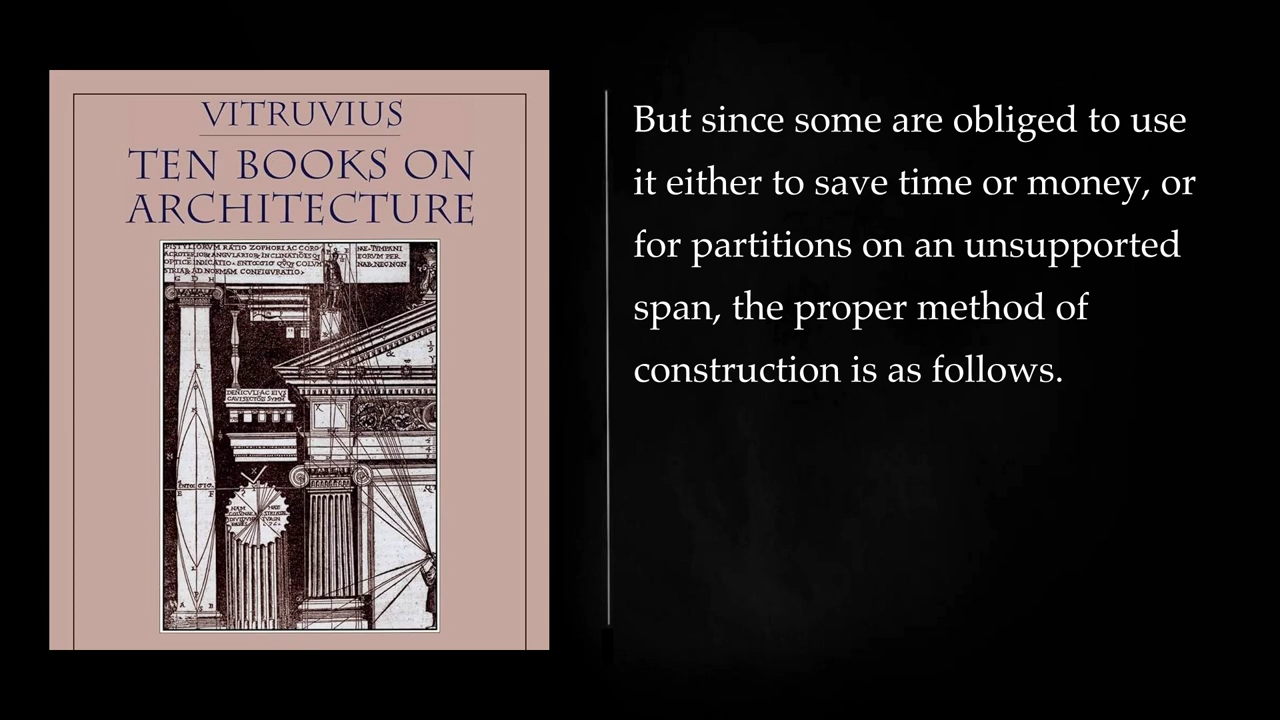 VITRUVIUS
TEN BOOKS ON
ARCHITECTURE
But since some are obliged to use
it either to save time or money, or
for partitions on an unsupported
span, the proper method of
construction is as follows.